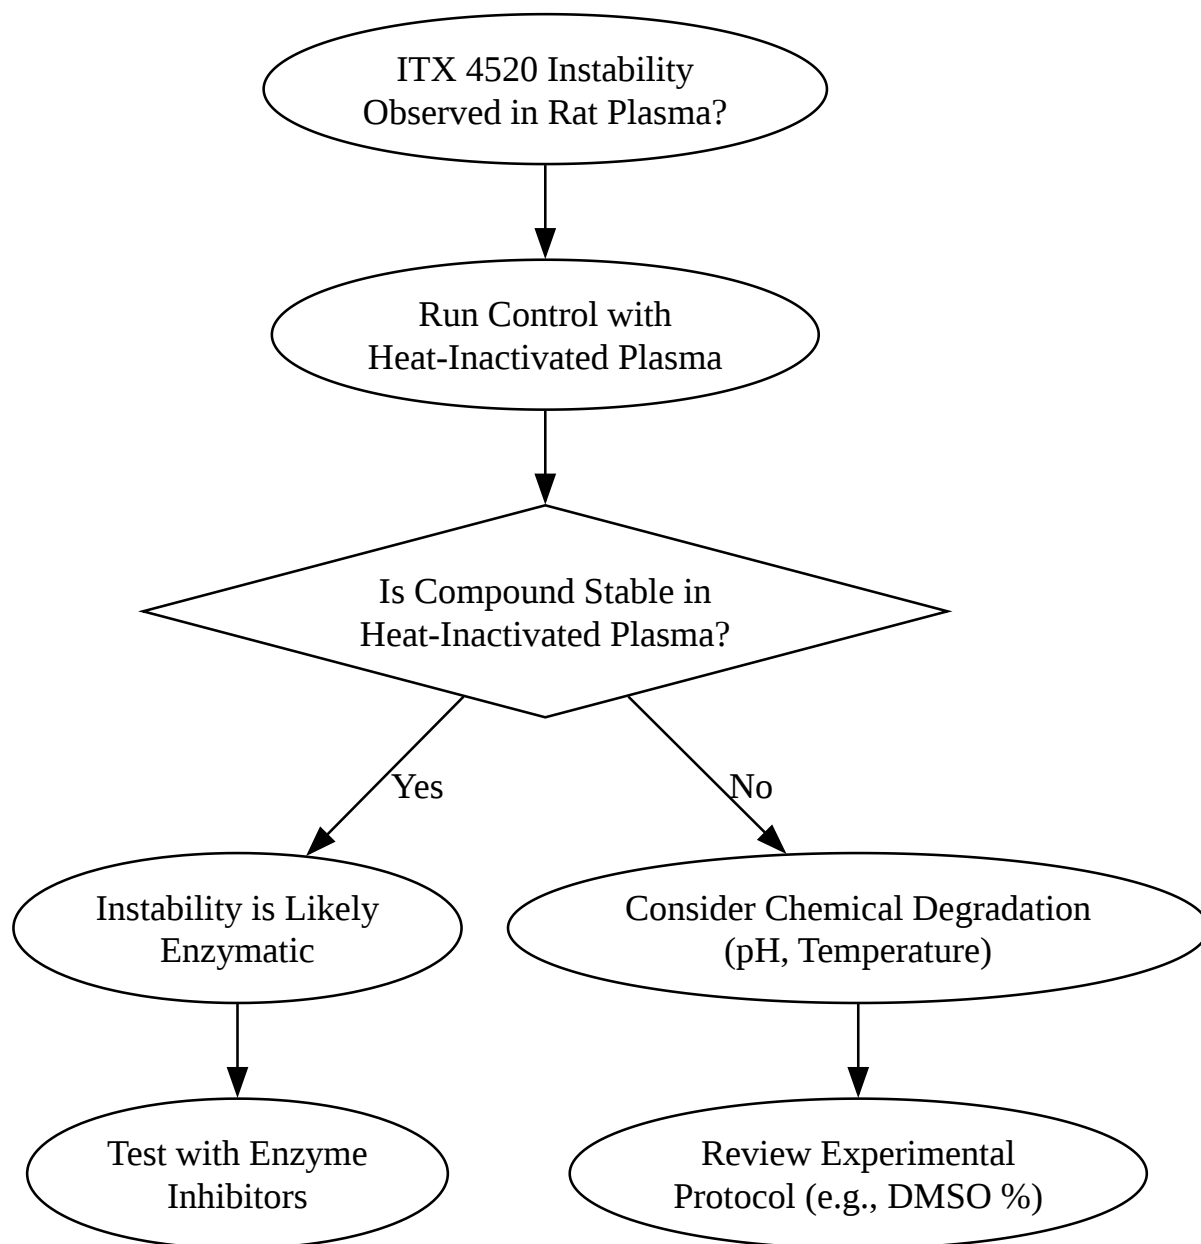 ITX 4520 Instability
Observed in Rat Plasma?
Run Control with
Heat-Inactivated Plasma
Is Compound Stable in
Heat-Inactivated Plasma?
Yes
No
Instability is Likely
Enzymatic
Consider Chemical Degradation
(pH, Temperature)
Test with Enzyme
Inhibitors
Review Experimental
Protocol (e.g., DMSO %)